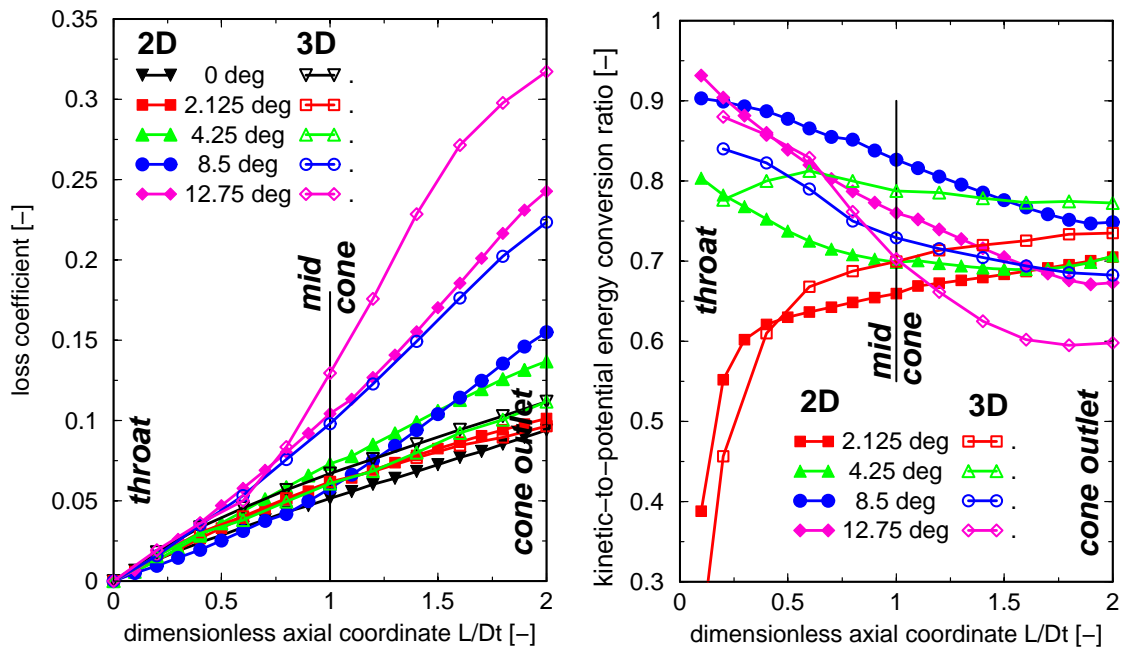 0.35
0.3
0.25
0.2
0.15
0.1
0.05
0
0 0.5 1 1.5 2
loss coefficient [−]
dimensionless axial coordinate L/Dt [−]
2D 3D
0 deg .
2.125 deg .
4.25 deg .
8.5 deg .
12.75 deg .
throat
mid
cone
cone outlet
1
0.9
0.8
0.7
0.6
0.5
0.4
0.3
0 0.5 1 1.5 2
kinetic−to−potential energy conversion ratio [−]
dimensionless axial coordinate L/Dt [−]
throat
mid
cone
2D 3D
2.125 deg .
4.25 deg .
8.5 deg .
12.75 deg .
cone outlet